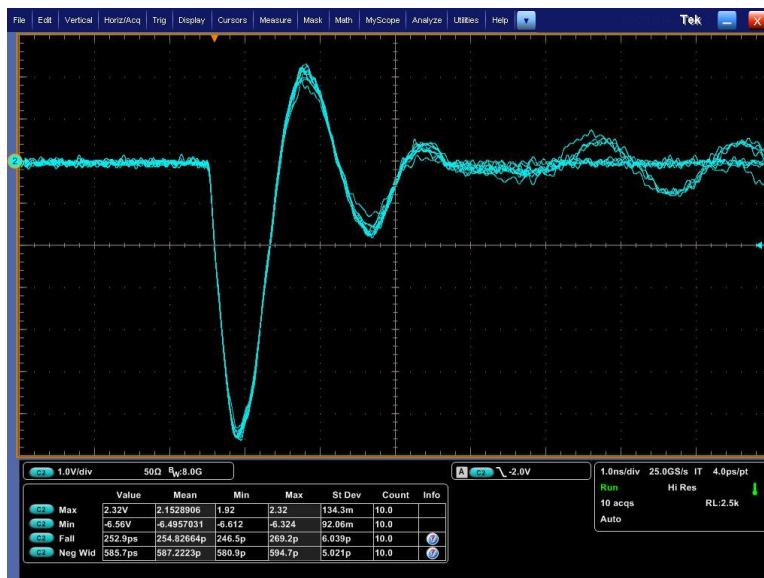 File Edit Vertical Horiz/Acq Trig Display Cursors Measure Mask Math MyScope Analyze Utilities Help Tek X
2
C2 1.0V/div 50Ω BW:8.0G
A C2 -2.0V
1.0ns/div 25.0GS/s IT 4.0ps/pt
Run Hi Res
10 acqs RL:2.5k
Auto
Value Mean Min Max St Dev Count Info
C2 Max 2.32V 2.1528906 1.92 2.32 134.3m 10.0
C2 Min -6.56V -6.4957031 -6.612 -6.324 92.06m 10.0
C2 Fall 252.9ps 254.82664p 246.5p 269.2p 6.039p 10.0
C2 Neg Wid 585.7ps 587.2223p 580.9p 594.7p 5.021p 10.0